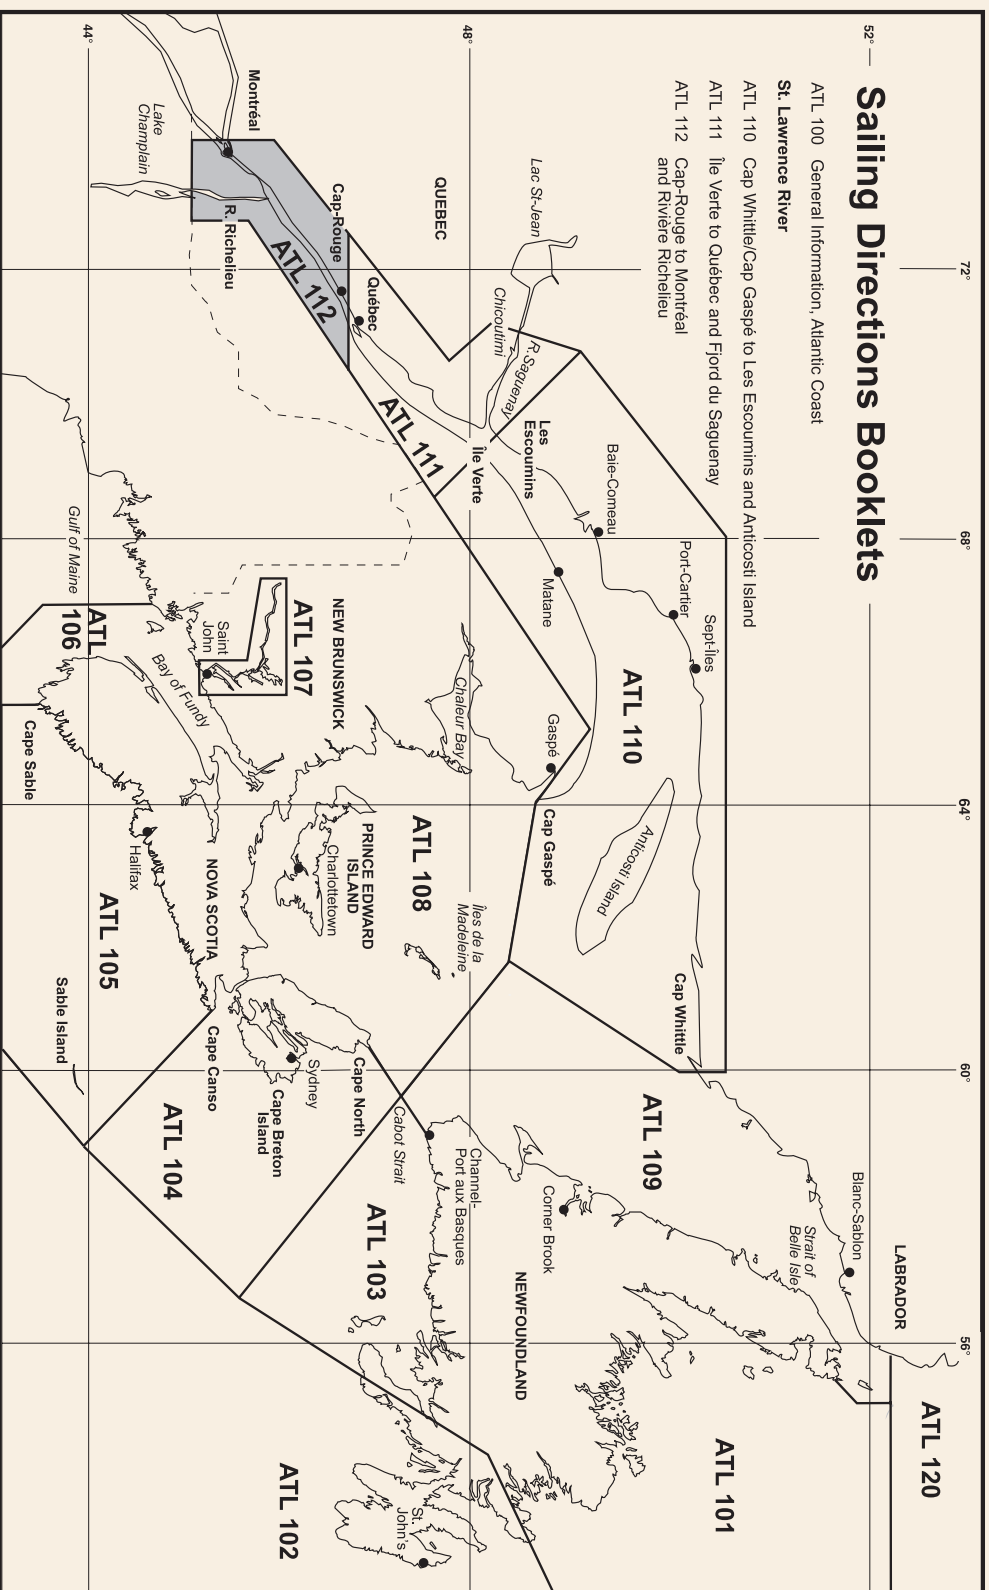 Sailing Directions Booklets
ATL 100 General Information, Atlantic Coast
St. Lawrence River
ATL 110 Cap Whittle/Cap Gaspé to Les Escoumins and Anticosti Island
ATL 111 Île Verte to Québec and Fjord du Saguenay
ATL 112 Cap-Rouge to Montréal
and Rivière Richelieu
72°
68°
64°
60°
56°
52°
48°
44°
LABRADOR
ATL 120
Blanc-Sablon
Strait of
Belle Isle
ATL 101
Sept-Îles
Port-Cartier
Cap Whittle
ATL 109
ATL 110
Anticosti Island
Baie-Comeau
Matane
Les
Escoumins
Lac St-Jean
Chicoutimi
R. Saguenay
Île Verte
QUEBEC
Gaspé
Cap Gaspé
Corner Brook
NEWFOUNDLAND
Chaleur Bay
Îles de la
Madeleine
Channel-
Port aux Basques
ATL 111
Québec
Cap-Rouge
ATL 112
ATL 108
Cabot Strait
ATL 103
St.
John's
ATL 102
NEW BRUNSWICK
PRINCE EDWARD
ISLAND
Charlottetown
Cape North
ATL 107
Sydney
Cape Breton
Island
Montréal
R. Richelieu
Saint
John
NOVA SCOTIA
Cape Canso
ATL 104
Lake
Champlain
Bay of Fundy
Halifax
ATL 105
Gulf of Maine
ATL
106
Cape Sable
Sable Island